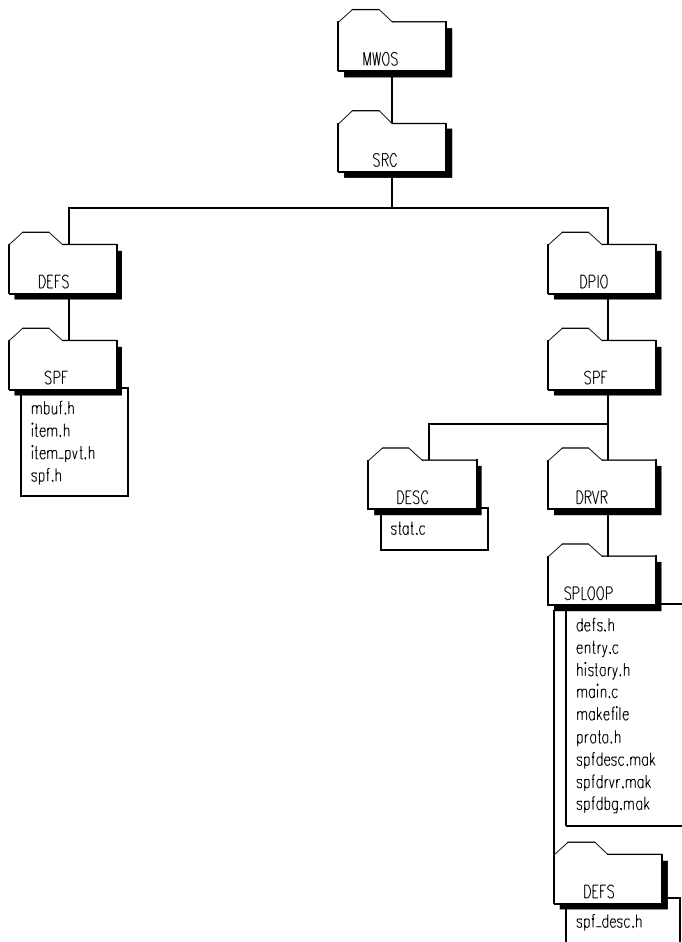 MWOS
SRC
DEFS
DPIO
SPF
SPF
mbuf.h
item.h
item_pvt.h
spf.h
DESC
DRVR
stat.c
SPLOOP
defs.h
entry.c
history.h
main.c
makefile
proto.h
spfdesc.mak
spfdrvr.mak
spfdbg.mak
DEFS
spf_desc.h